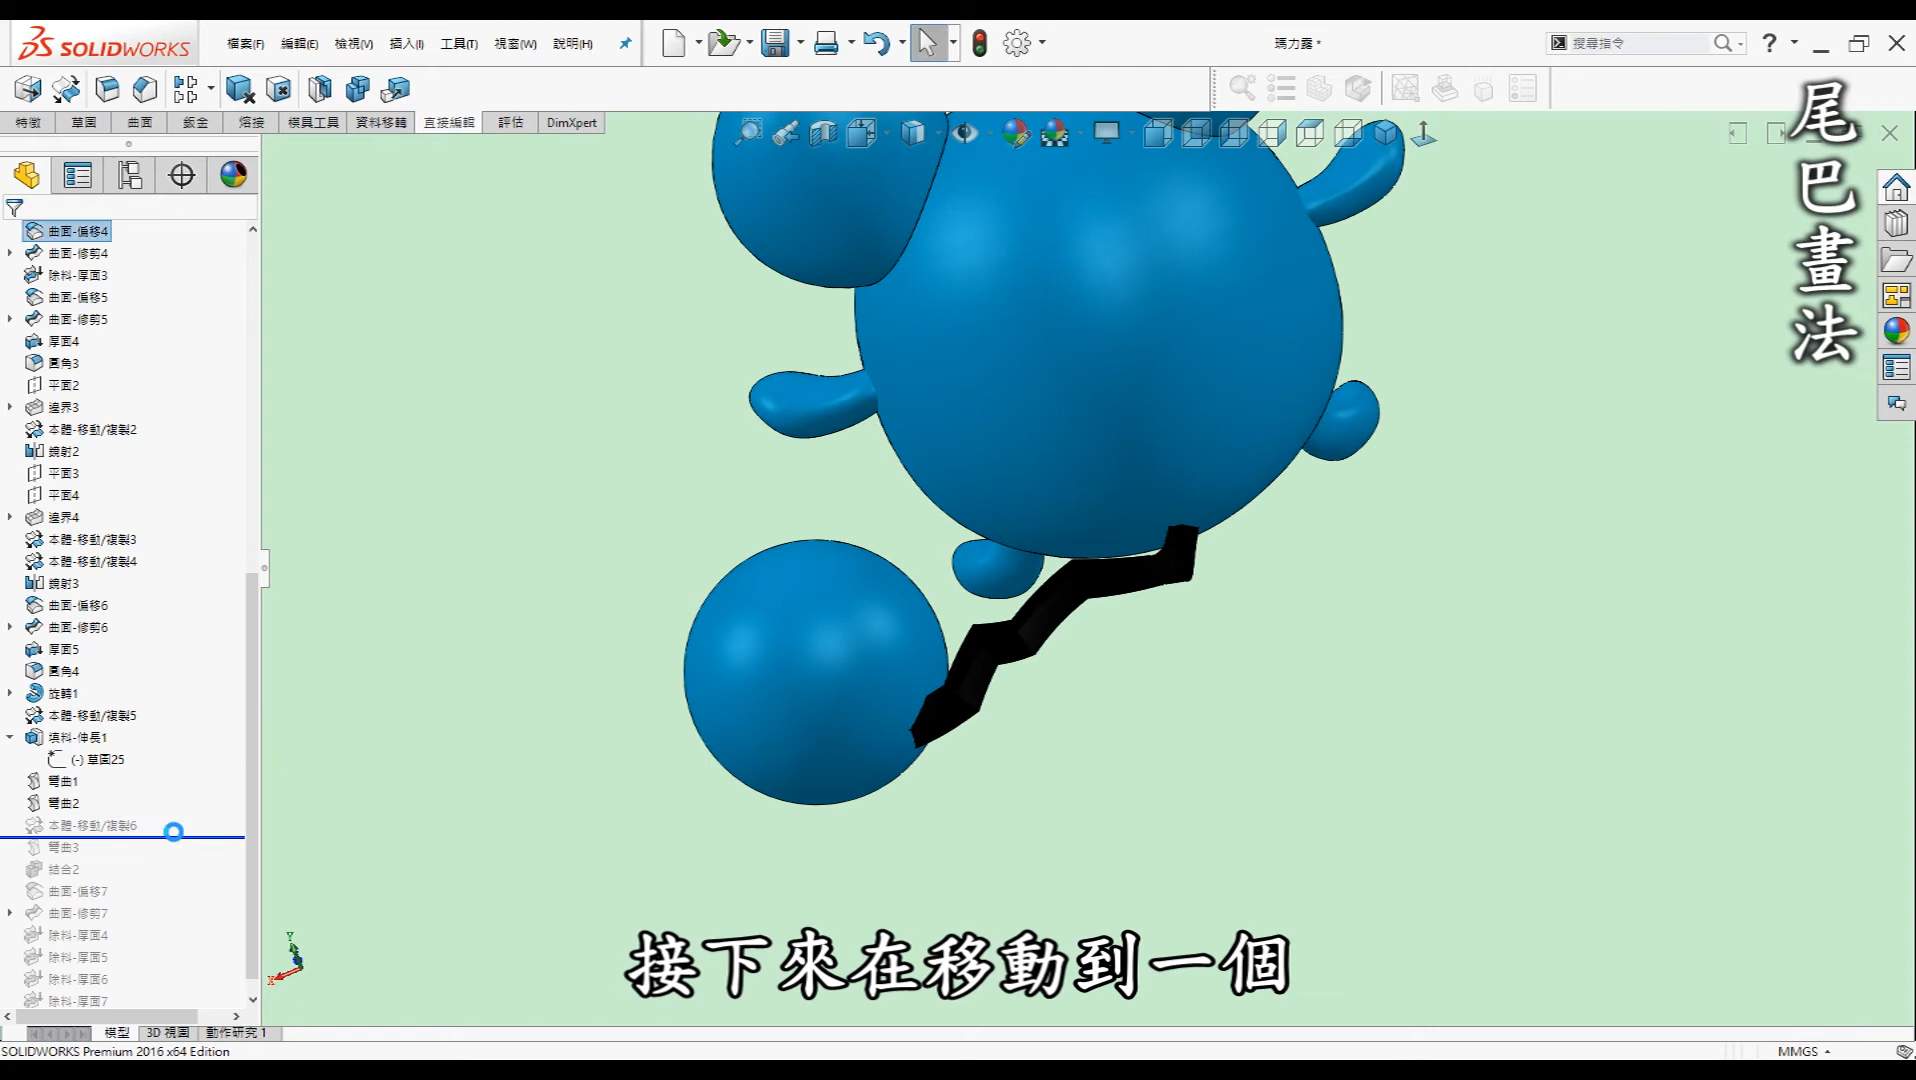 SOLIDWORKS
檔案(F) 編輯(E) 檢視(V) 插入(I) 工具(T) 視窗(W) 說明(H)
瑪力露 *
搜尋指令
特徵 草圖 曲面 鈑金 熔接 模具工具 資料移轉 直接編輯 評估 DimXpert
尾巴畫法
曲面-偏移4
曲面-修剪4
除料-厚面3
曲面-偏移5
曲面-修剪5
厚面4
圓角3
平面2
邊界3
本體-移動/複製2
鏡射2
平面3
平面4
邊界4
本體-移動/複製3
本體-移動/複製4
鏡射3
曲面-偏移6
曲面-修剪6
厚面5
圓角4
旋轉1
本體-移動/複製5
填料-伸長1
(-) 草圖25
彎曲1
彎曲2
本體-移動/複製6
彎曲3
結合2
曲面-偏移7
曲面-修剪7
除料-厚面4
除料-厚面5
除料-厚面6
除料-厚面7
Y
X
接下來在移動到一個
模型 3D 視圖 動作研究 1
SOLIDWORKS Premium 2016 x64 Edition
MMGS